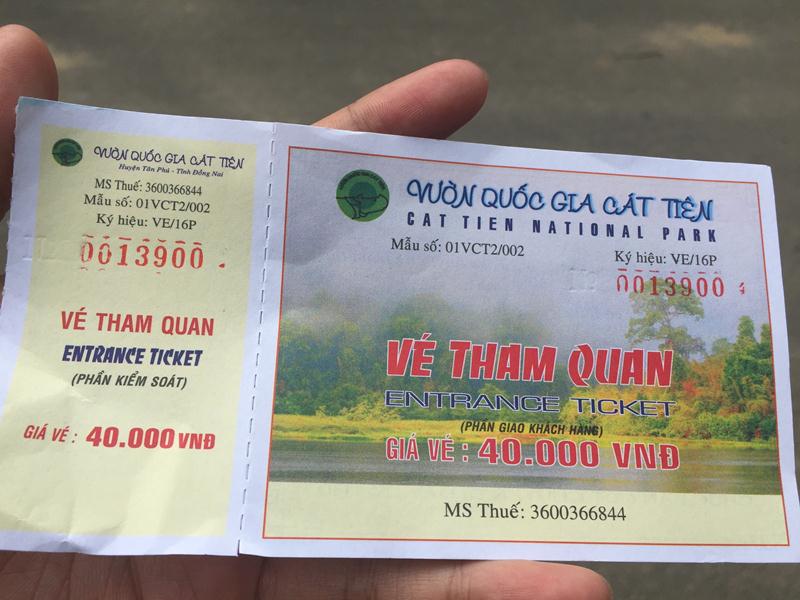 VƯỜN QUỐC GIA CÁT TIÊN
Huyện Tân Phú - Tỉnh Đồng Nai
MS Thuế: 3600366844
Mẫu số: 01VCT2/002
Ký hiệu: VE/16P
0013900
VÉ THAM QUAN
ENTRANCE TICKET
(PHẦN KIỂM SOÁT)
GIÁ VÉ : 40.000 VNĐ
VƯỜN QUỐC GIA CÁT TIÊN
CAT TIEN NATIONAL PARK
Mẫu số: 01VCT2/002
Ký hiệu: VE/16P
0013900
VÉ THAM QUAN
ENTRANCE TICKET
(PHẦN GIAO KHÁCH HÀNG)
GIÁ VÉ : 40.000 VNĐ
MS Thuế: 3600366844